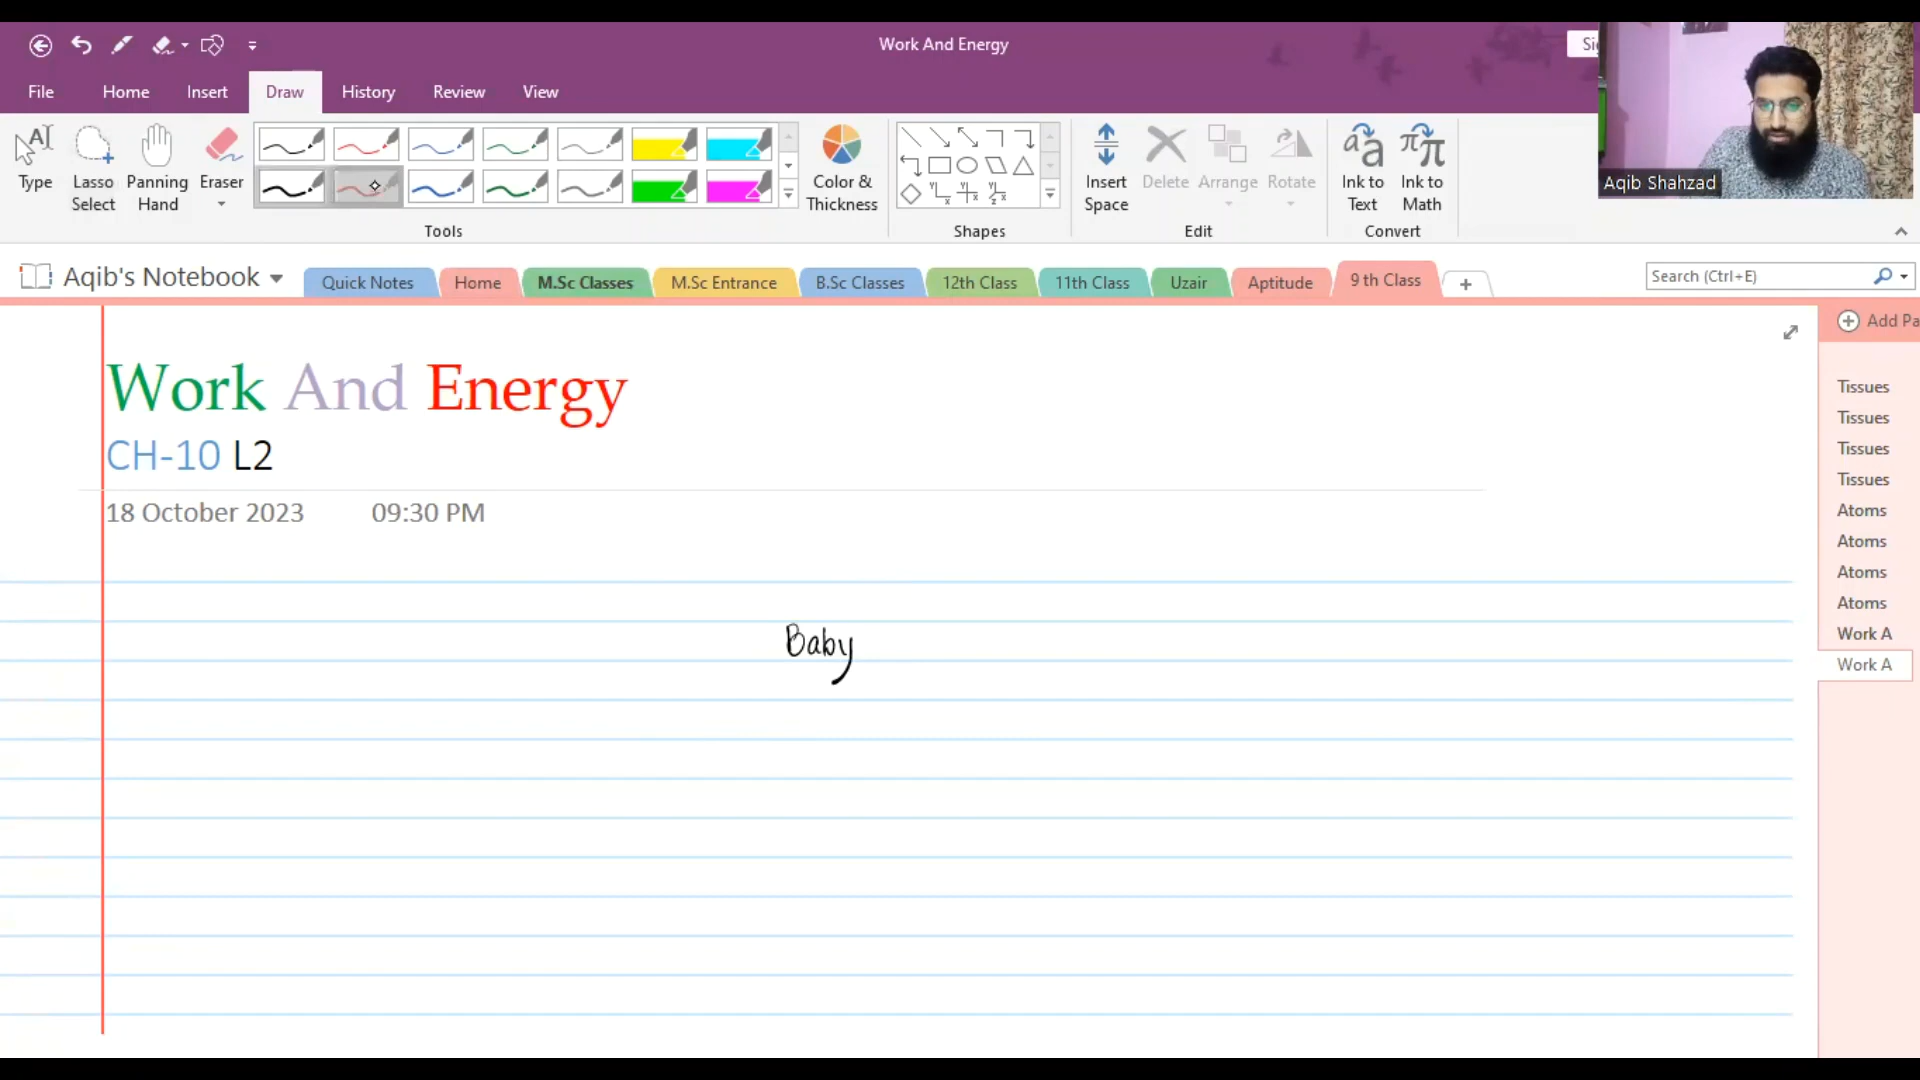 Work And Energy
Si
File Home Insert Draw History Review View
Type
Lasso Select
Panning Hand
Eraser
Color & Thickness
Insert Space
Delete
Arrange
Rotate
Ink to Text
Ink to Math
Tools
Shapes
Edit
Convert
Aqib Shahzad
Aqib's Notebook
Quick Notes Home M.Sc Classes M.Sc Entrance B.Sc Classes 12th Class 11th Class Uzair Aptitude 9 th Class
Search (Ctrl+E)
Add Pa
Work And Energy
CH-10 L2
18 October 2023 09:30 PM
Baby
Tissues
Tissues
Tissues
Tissues
Atoms
Atoms
Atoms
Atoms
Work A
Work A